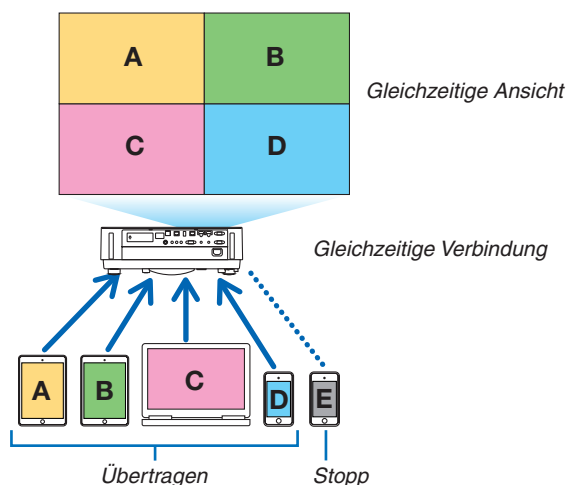 A B
Gleichzeitige Ansicht
C D
Gleichzeitige Verbindung
A B C D E
Übertragen Stopp